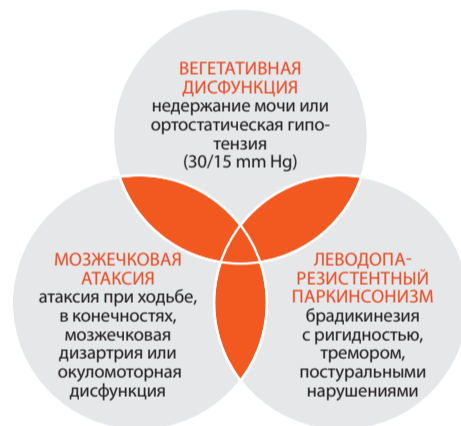 ВЕГЕТАТИВНАЯ
ДИСФУНКЦИЯ
недержание мочи или
ортостатическая гипо-
тензия
(30/15 mm Hg)
МОЗЖЕЧКОВАЯ
АТАКСИЯ
атаксия при ходьбе,
в конечностях,
мозжечковая
дизартрия или
окуломоторная
дисфункция
ЛЕВОДОПА-
РЕЗИСТЕНТНЫЙ
ПАРКИНСОНИЗМ
брадикинезия
с ригидностью,
тремором,
постуральными
нарушениями